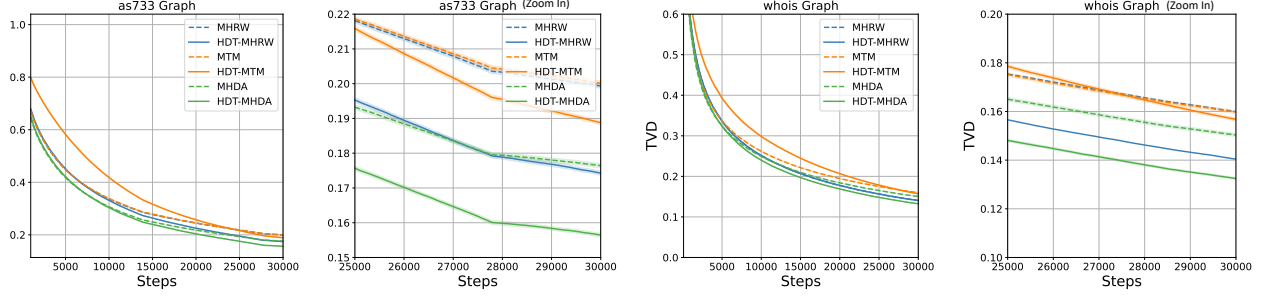 as733 Graph
1.0
0.8
0.6
0.4
0.2
5000 10000 15000 20000 25000 30000
Steps
MHRW
HDT-MHRW
MTM
HDT-MTM
MHDA
HDT-MHDA
as733 Graph (Zoom In)
0.22
0.21
0.20
0.19
0.18
0.17
0.16
0.15
25000 26000 27000 28000 29000 30000
Steps
MHRW
HDT-MHRW
MTM
HDT-MTM
MHDA
HDT-MHDA
whois Graph
TVD
0.6
0.5
0.4
0.3
0.2
0.1
0.0
5000 10000 15000 20000 25000 30000
Steps
MHRW
HDT-MHRW
MTM
HDT-MTM
MHDA
HDT-MHDA
whois Graph (Zoom In)
TVD
0.20
0.18
0.16
0.14
0.12
0.10
25000 26000 27000 28000 29000 30000
Steps